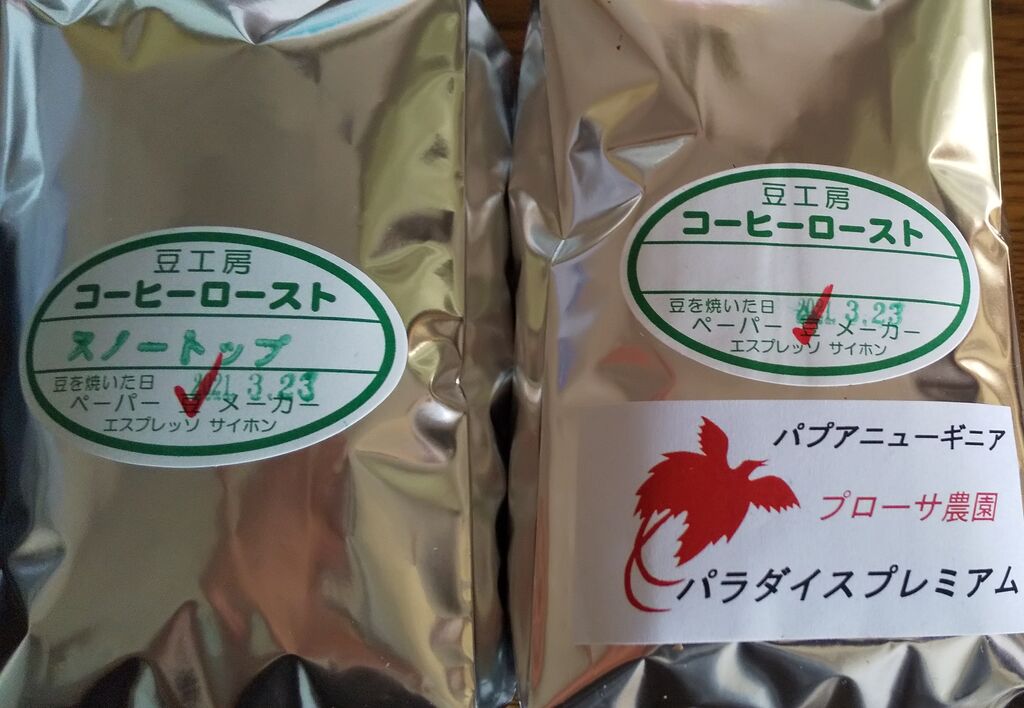 豆工房
コーヒーロースト
スノートップ
豆を焼いた日 2021.3.23
ペーパー 豆 メーカー
エスプレッソ サイホン
豆工房
コーヒーロースト
豆を焼いた日 2021.3.23
ペーパー 豆 メーカー
エスプレッソ サイホン
パプアニューギニア
プローサ農園
パラダイスプレミアム